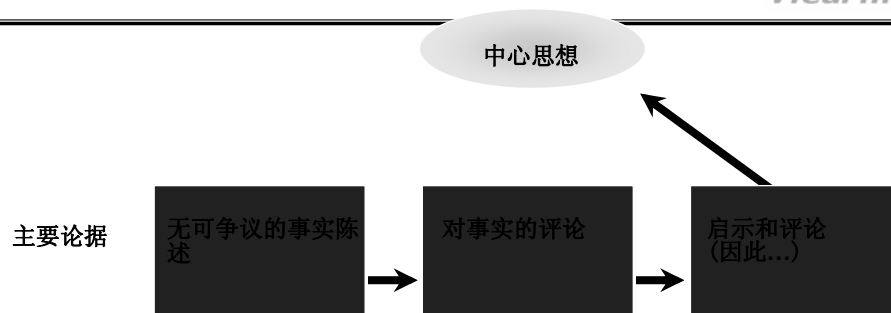 中心思想
主要论据
无可争议的事实陈
述
对事实的评论
启示和评论
(因此…)